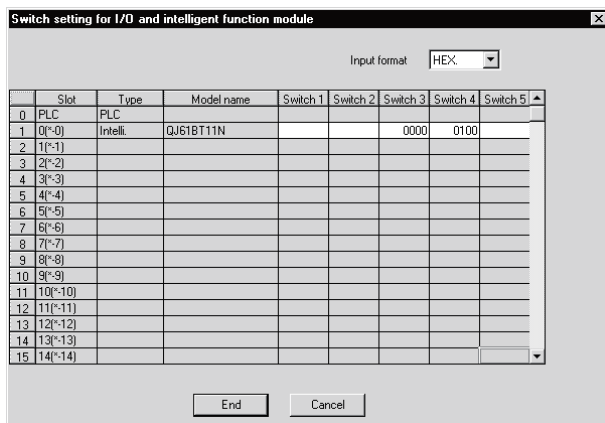 Switch setting for I/O and intelligent function module
Input format HEX.
Slot Type Model name Switch 1 Switch 2 Switch 3 Switch 4 Switch 5
0 PLC PLC
1 0(*-0) Intelli. QJ61BT11N 0000 0100
2 1(*-1)
3 2(*-2)
4 3(*-3)
5 4(*-4)
6 5(*-5)
7 6(*-6)
8 7(*-7)
9 8(*-8)
10 9(*-9)
11 10(*-10)
12 11(*-11)
13 12(*-12)
14 13(*-13)
15 14(*-14)
End Cancel